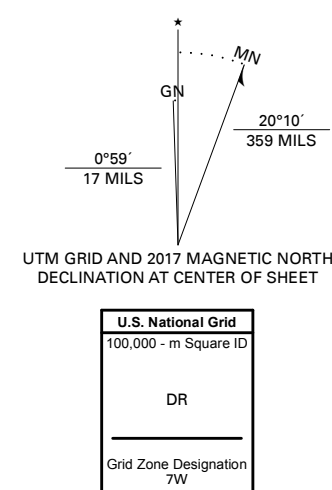 ★
MN
GN
20°10´
359 MILS
0°59´
17 MILS
UTM GRID AND 2017 MAGNETIC NORTH
DECLINATION AT CENTER OF SHEET
U.S. National Grid
100,000 - m Square ID
DR
Grid Zone Designation
7W